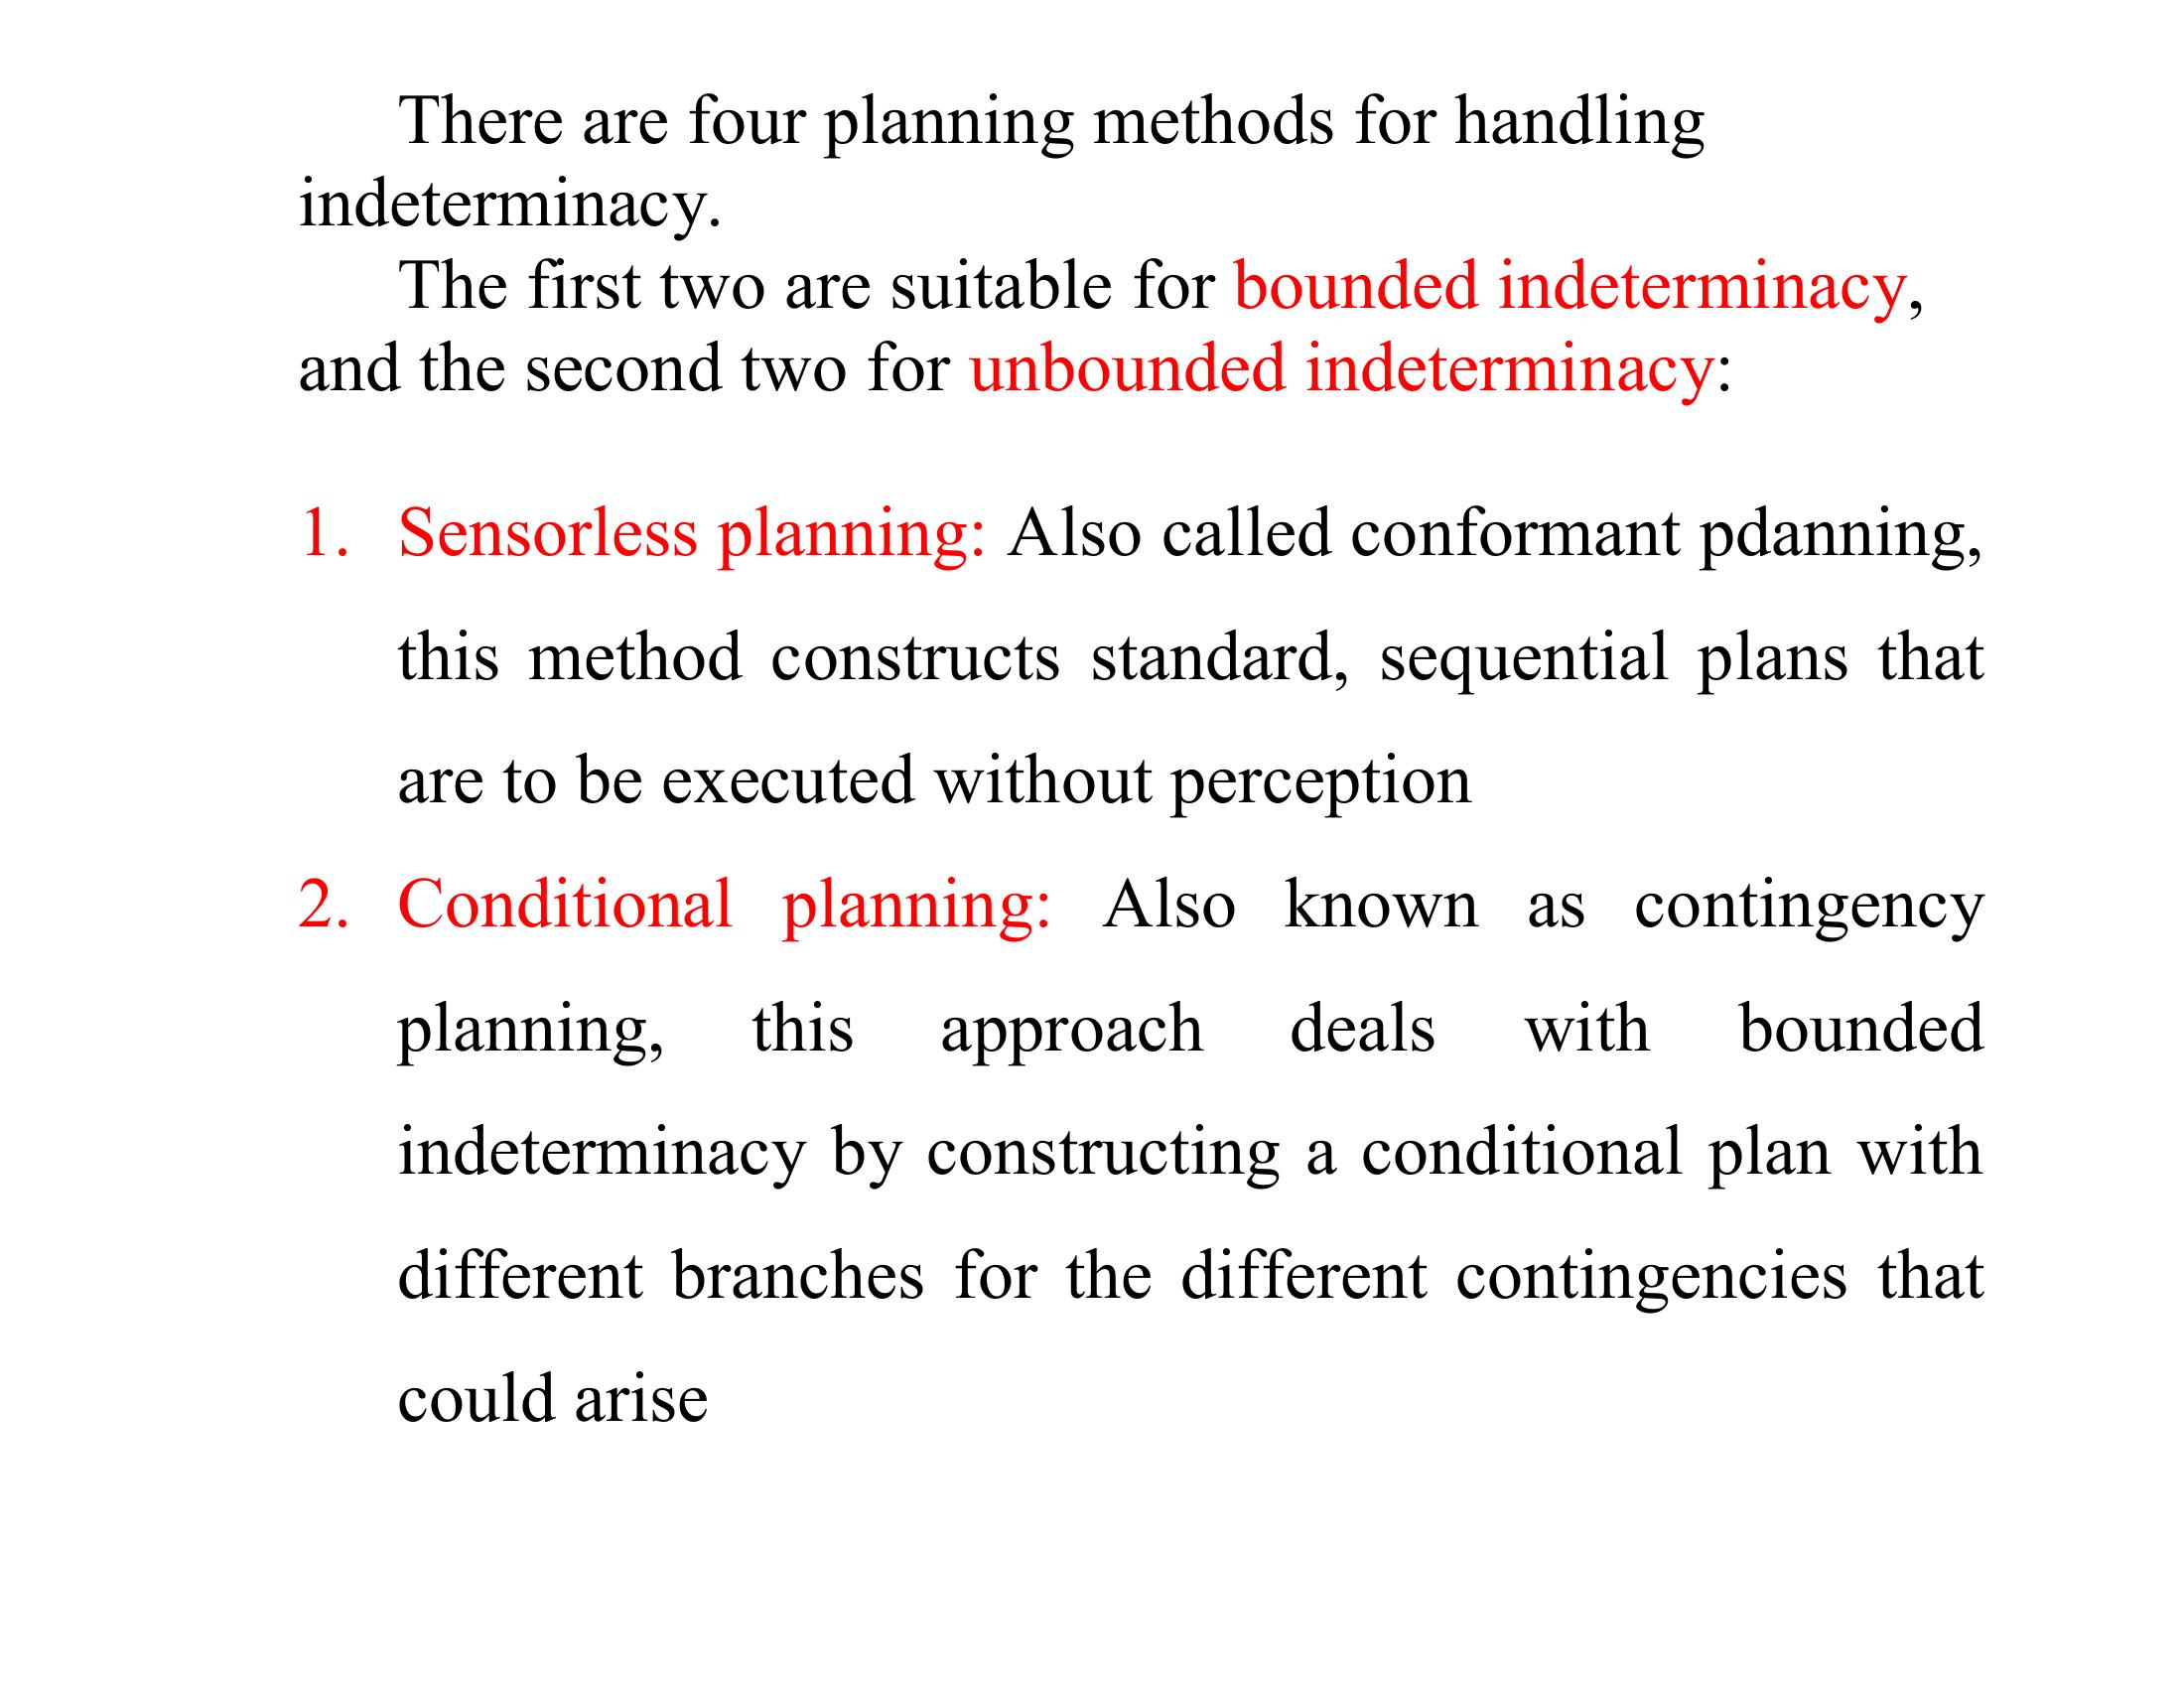 There are four planning methods for handling
indeterminacy.
The first two are suitable for bounded indeterminacy,
and the second two for unbounded indeterminacy:
1. Sensorless planning: Also called conformant pdanning,
this method constructs standard, sequential plans that
are to be executed without perception
2. Conditional planning: Also known as contingency
planning, this approach deals with bounded
indeterminacy by constructing a conditional plan with
different branches for the different contingencies that
could arise